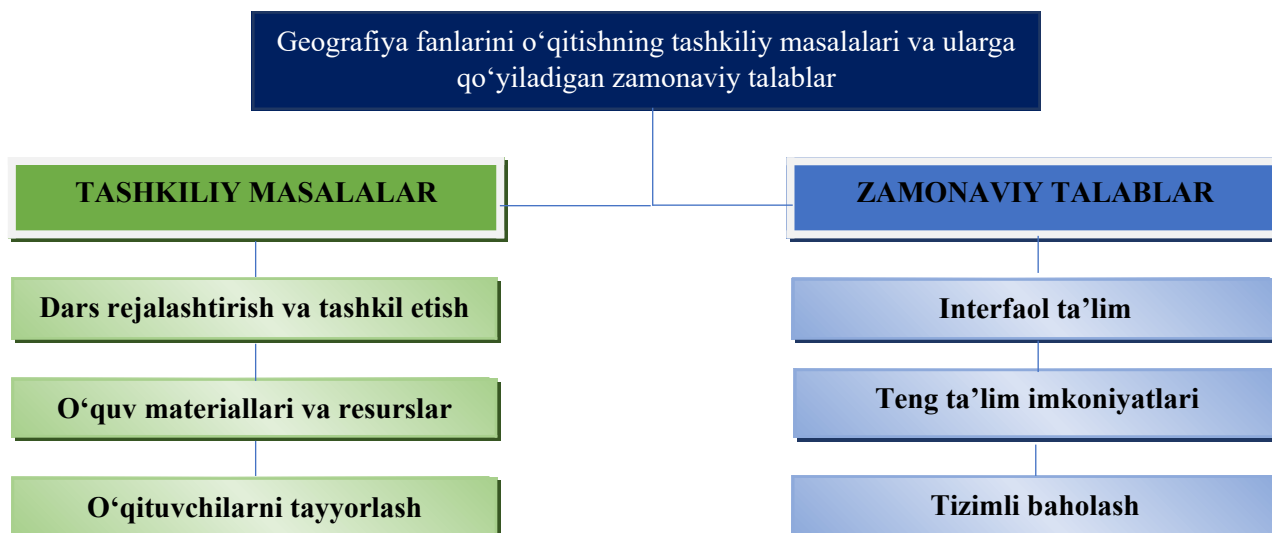 Geografiya fanlarini o‘qitishning tashkiliy masalalari va ularga
qo‘yiladigan zamonaviy talablar
TASHKILIY MASALALAR
Dars rejalashtirish va tashkil etish
O‘quv materiallari va resurslar
O‘qituvchilarni tayyorlash
ZAMONAVIY TALABLAR
Interfaol ta’lim
Teng ta’lim imkoniyatlari
Tizimli baholash